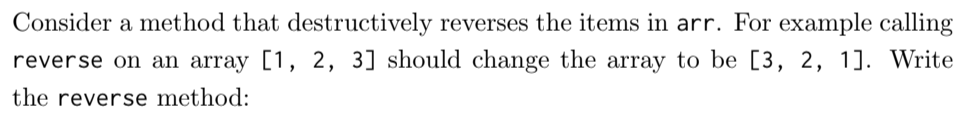 Consider a method that destructively reverses the items in arr. For example calling
reverse on an array [1, 2, 3] should change the array to be [3, 2, 1]. Write
the reverse method: